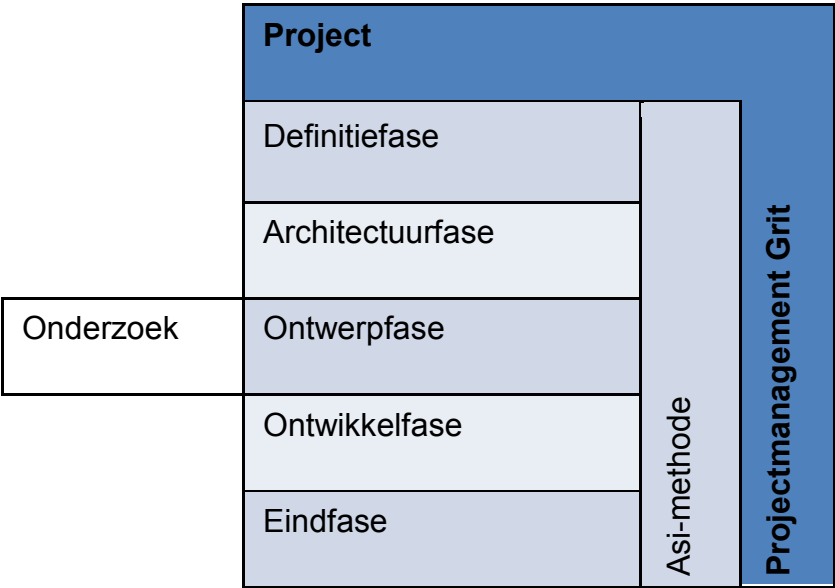 Project
Definitiefase
Architectuurfase
Onderzoek
Ontwerpfase
Ontwikkelfase
Eindfase
Asi-methode
Projectmanagement Grit